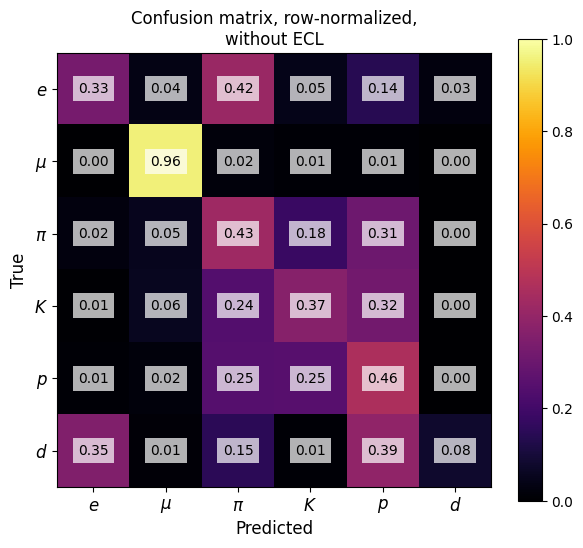 Confusion matrix, row-normalized,
without ECL
True
e 0.33 0.04 0.42 0.05 0.14 0.03
μ 0.00 0.96 0.02 0.01 0.01 0.00
π 0.02 0.05 0.43 0.18 0.31 0.00
K 0.01 0.06 0.24 0.37 0.32 0.00
p 0.01 0.02 0.25 0.25 0.46 0.00
d 0.35 0.01 0.15 0.01 0.39 0.08
e μ π K p d
Predicted
1.0
0.8
0.6
0.4
0.2
0.0